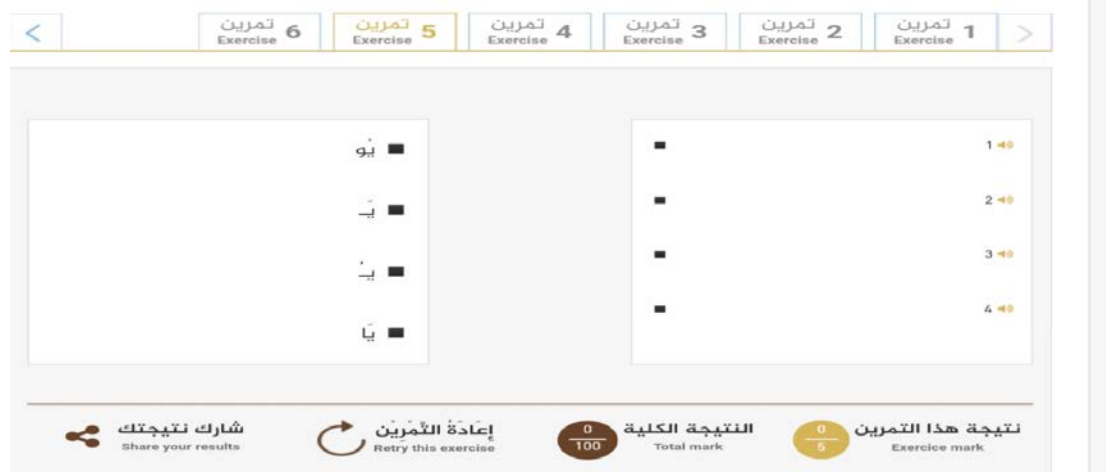 تمرين 1 Exercise
تمرين 2 Exercise
تمرين 3 Exercise
تمرين 4 Exercise
تمرين 5 Exercise
تمرين 6 Exercise
1
2
3
4
يُو
يَـ
يـُ
يَا
نتيجة هذا التمرين
Exercice mark
0
5
النتيجة الكلية
Total mark
0
100
إعَادَةُ التَّمْرِيْن
Retry this exercise
شارك نتيجتك
Share your results